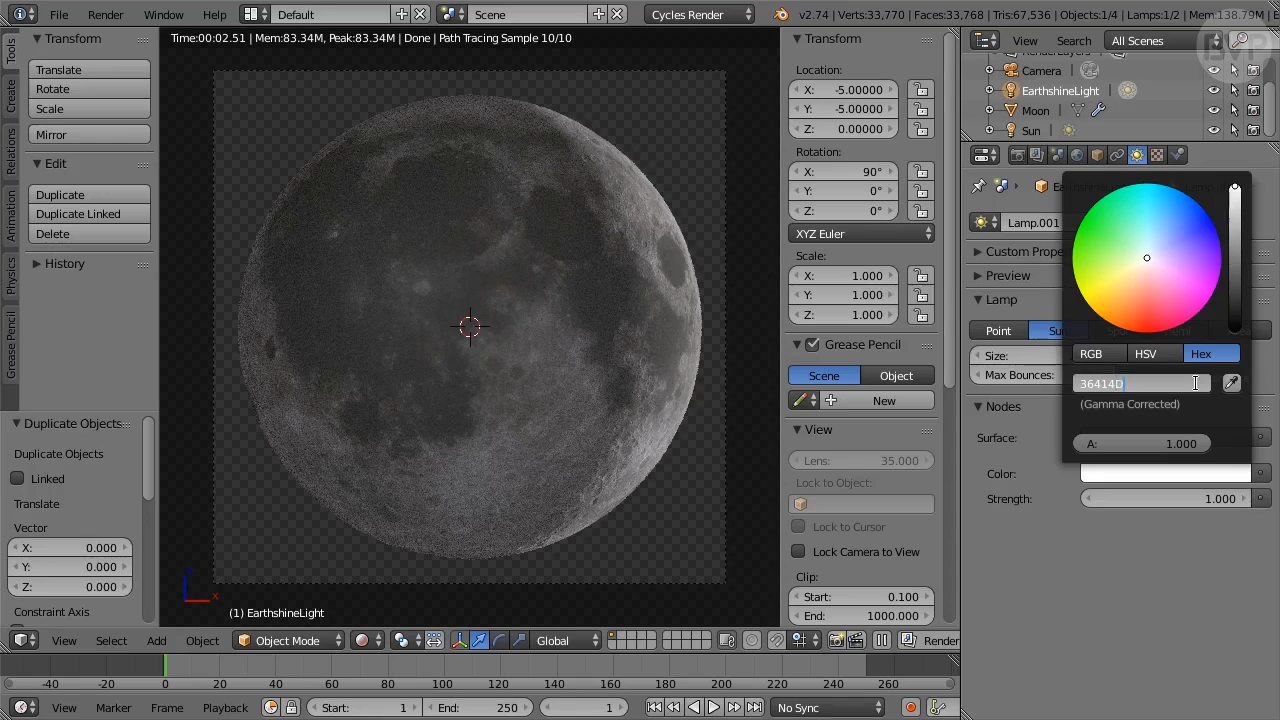 File
Render
Window
Help
Default
Scene
Cycles Render
v2.74 | Verts:33,770 | Faces:33,768 | Tris:67,536 | Objects:1/4 | Lamps:1/2 | Mem:138.79M |
Time:00:02.51 | Mem:83.34M, Peak:83.34M | Done | Path Tracing Sample 10/10
View
Search
All Scenes
BVP
RenderLayers
Camera
EarthshineLight
Moon
Sun
Tools
Create
Relations
Animation
Physics
Grease Pencil
Transform
Translate
Rotate
Scale
Mirror
Edit
Duplicate
Duplicate Linked
Delete
History
Duplicate Objects
Duplicate Objects
Linked
Translate
Vector
X: 0.000
Y: 0.000
Z: 0.000
Constraint Axis
x
(1) EarthshineLight
Transform
Location:
X: -5.00000
Y: -5.00000
Z: 0.00000
Rotation:
X: 90°
Y: 0°
Z: 0°
XYZ Euler
Scale:
X: 1.000
Y: 1.000
Z: 1.000
Grease Pencil
Scene
Object
New
View
Lens: 35.000
Lock to Object:
Lock to Cursor
Lock Camera to View
Clip:
Start: 0.100
End: 1000.000
Lamp.001
Custom Prope
Preview
Lamp
Point
Su
Size:
Max Bounces:
Nodes
Surface:
Color:
Strength: 1.000
RGB
HSV
Hex
36414D
(Gamma Corrected)
A: 1.000
View
Select
Add
Object
Object Mode
Global
Render
-40 -20 0 20 40 60 80 100 120 140 160 180 200 220 240 260
View
Marker
Frame
Playback
Start: 1
End: 250
1
No Sync